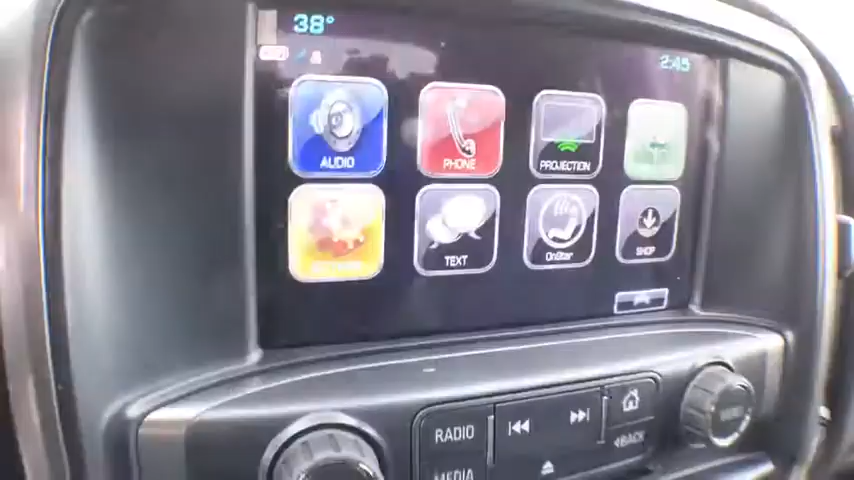 38°
2:45
AUDIO
PHONE
PROJECTION
TEXT
OnStar
SHOP
RADIO
BACK
MEDIA